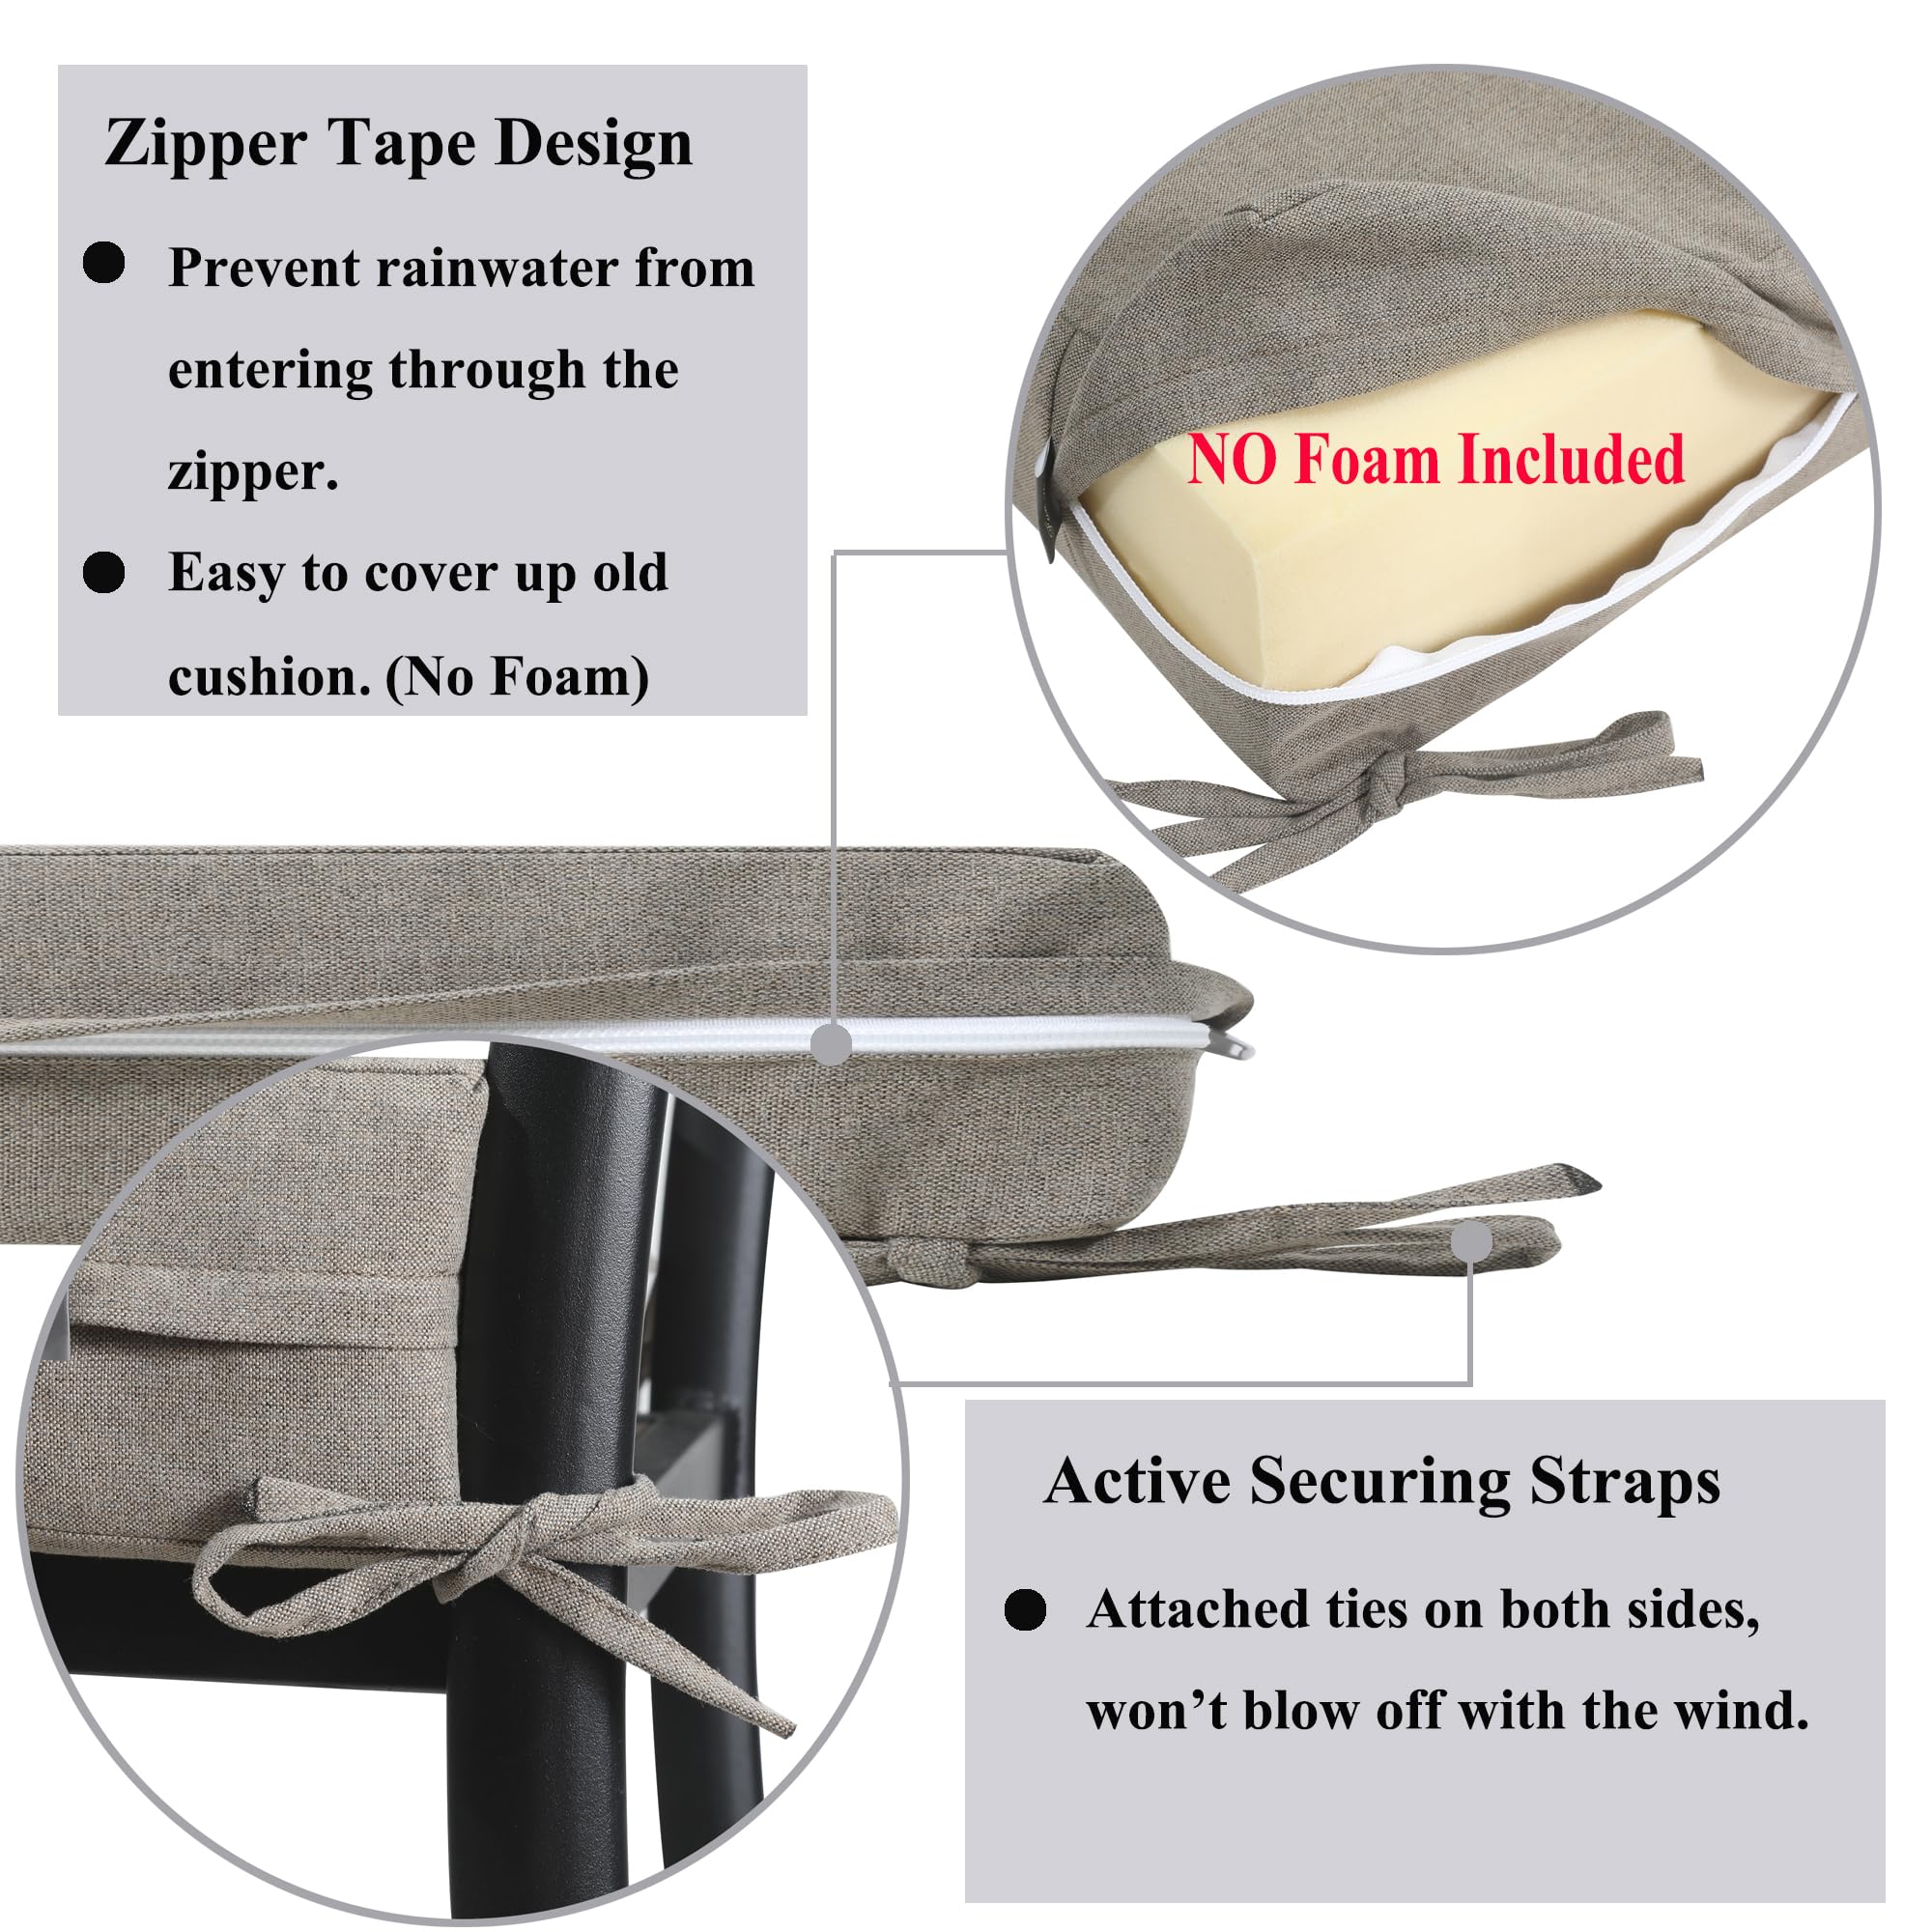 Zipper Tape Design
Prevent rainwater from
entering through the
zipper.
Easy to cover up old
cushion. (No Foam)
NO Foam Included
Active Securing Straps
Attached ties on both sides,
won’t blow off with the wind.